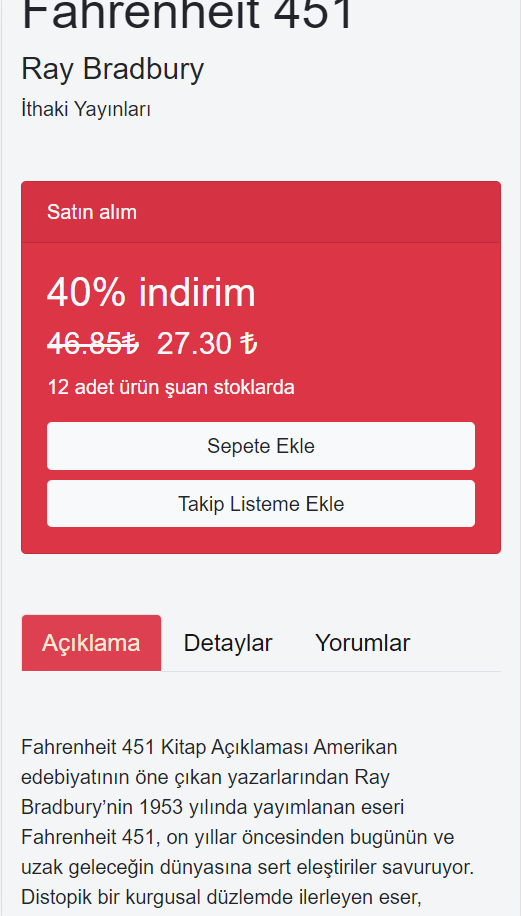 Fahrenheit 451
Ray Bradbury
İthaki Yayınları
Satın alım
40% indirim
46.85₺ 27.30 ₺
12 adet ürün şuan stoklarda
Sepete Ekle
Takip Listeme Ekle
Açıklama Detaylar Yorumlar
Fahrenheit 451 Kitap Açıklaması Amerikan
edebiyatının öne çıkan yazarlarından Ray
Bradbury’nin 1953 yılında yayımlanan eseri
Fahrenheit 451, on yıllar öncesinden bugünün ve
uzak geleceğin dünyasına sert eleştiriler savuruyor.
Distopik bir kurgusal düzlemde ilerleyen eser,